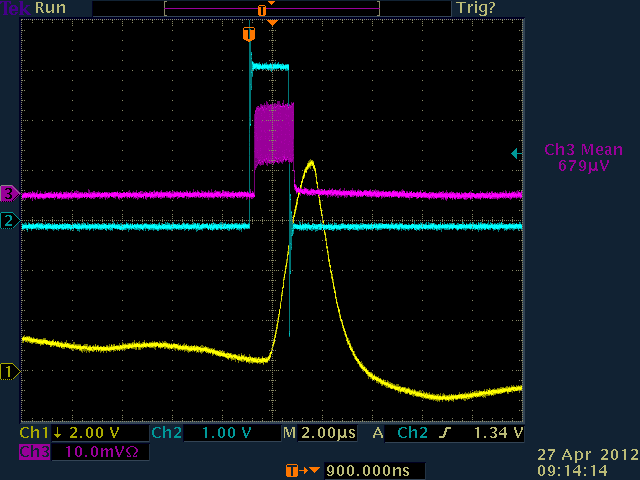 Tek Run Trig?
T
T
3
2
1
Ch3 Mean
679µV
Ch1 2.00 V Ch2 1.00 V M 2.00µs A Ch2 1.34 V
Ch3 10.0mVΩ
T 900.000ns
27 Apr 2012
09:14:14